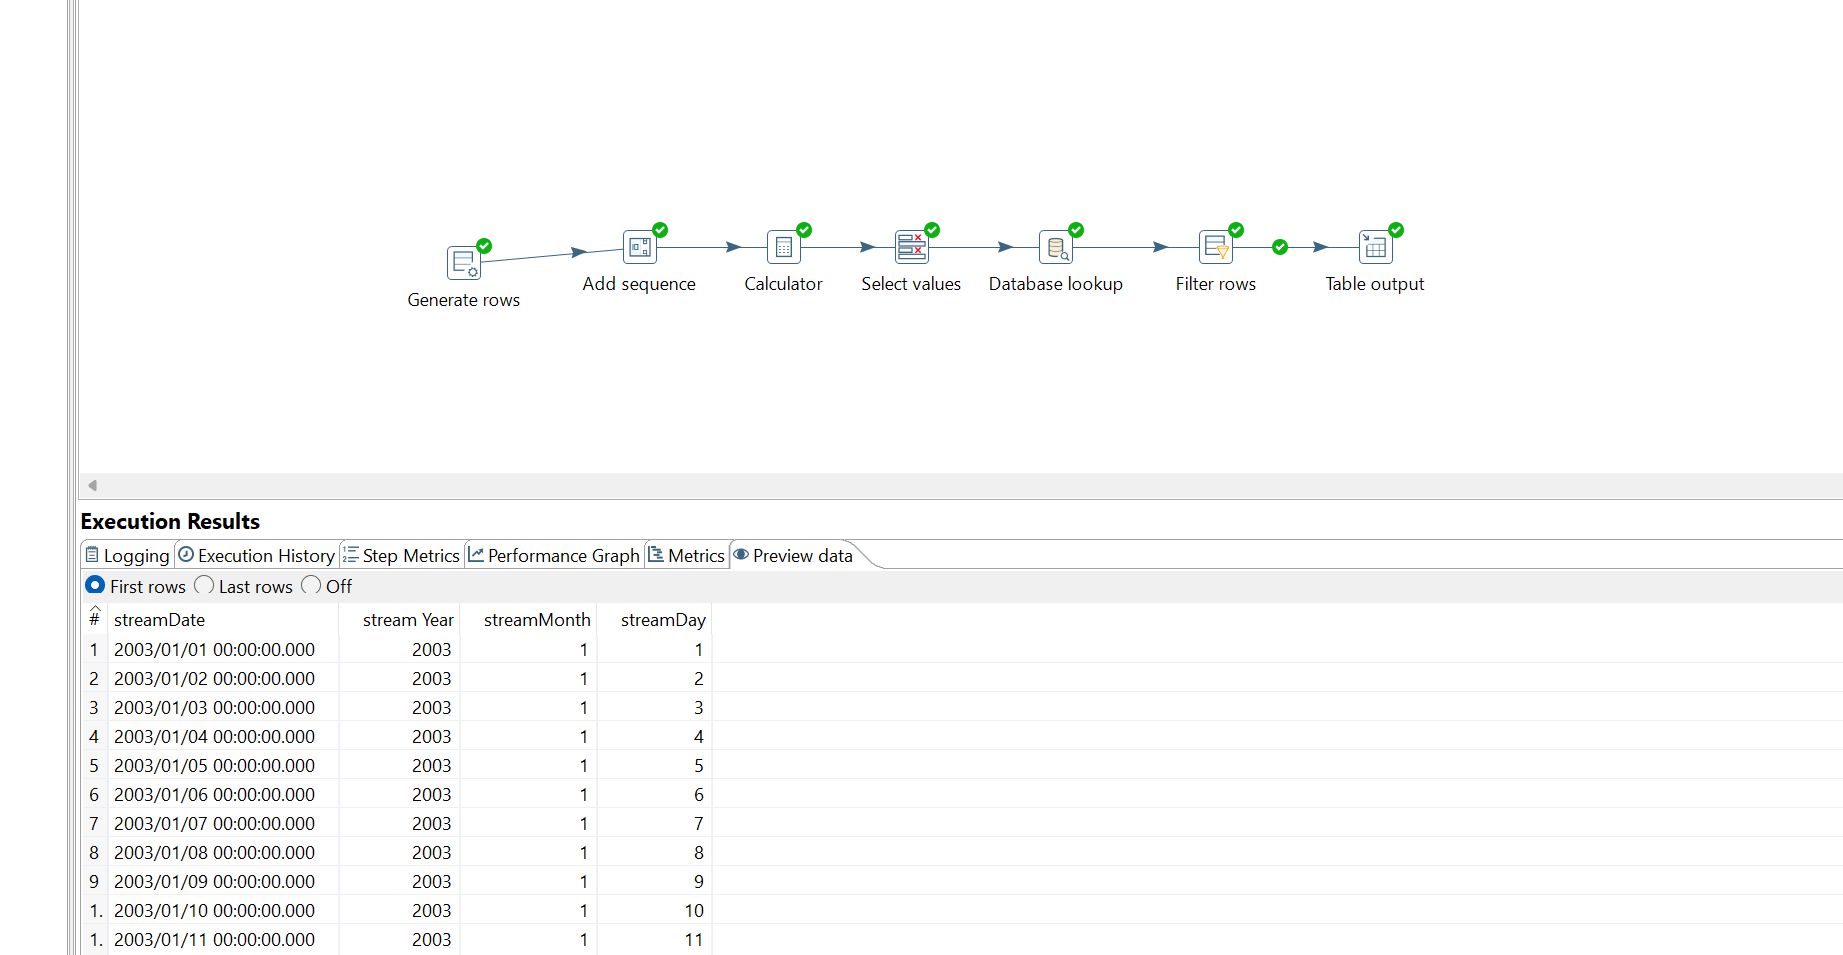 Generate rows
Add sequence
Calculator
Select values
Database lookup
Filter rows
Table output
Execution Results
Logging Execution History Step Metrics Performance Graph Metrics Preview data
First rows Last rows Off
# streamDate stream Year streamMonth streamDay
1 2003/01/01 00:00:00.000 2003 1 1
2 2003/01/02 00:00:00.000 2003 1 2
3 2003/01/03 00:00:00.000 2003 1 3
4 2003/01/04 00:00:00.000 2003 1 4
5 2003/01/05 00:00:00.000 2003 1 5
6 2003/01/06 00:00:00.000 2003 1 6
7 2003/01/07 00:00:00.000 2003 1 7
8 2003/01/08 00:00:00.000 2003 1 8
9 2003/01/09 00:00:00.000 2003 1 9
1. 2003/01/10 00:00:00.000 2003 1 10
1. 2003/01/11 00:00:00.000 2003 1 11